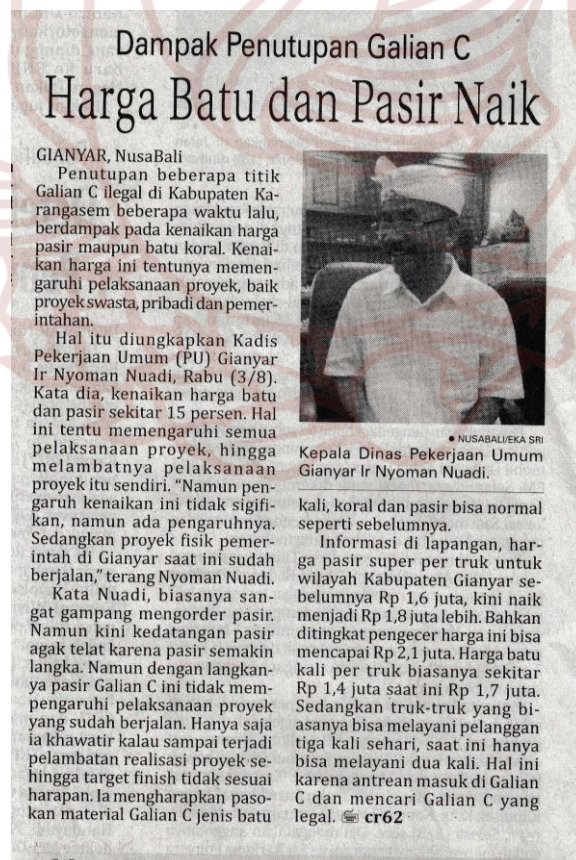 Dampak Penutupan Galian C
Harga Batu dan Pasir Naik
GIANYAR, NusaBali
Penutupan beberapa titik
Galian C ilegal di Kabupaten Ka-
rangasem beberapa waktu lalu,
berdampak pada kenaikan harga
pasir maupun batu koral. Kenai-
kan harga ini tentunya memen-
garuhi pelaksanaan proyek, baik
proyek swasta, pribadi dan pemer-
intahan.
Hal itu diungkapkan Kadis
Pekerjaan Umum (PU) Gianyar
Ir Nyoman Nuadi, Rabu (3/8).
Kata dia, kenaikan harga batu
dan pasir sekitar 15 persen. Hal
ini tentu memengaruhi semua
pelaksanaan proyek, hingga
melambatnya pelaksanaan
proyek itu sendiri. “Namun pen-
garuh kenaikan ini tidak sigifi-
kan, namun ada pengaruhnya.
Sedangkan proyek fisik pemer-
intah di Gianyar saat ini sudah
berjalan,” terang Nyoman Nuadi.
Kata Nuadi, biasanya san-
gat gampang mengorder pasir.
Namun kini kedatangan pasir
agak telat karena pasir semakin
langka. Namun dengan langkan-
ya pasir Galian C ini tidak mem-
pengaruhi pelaksanaan proyek
yang sudah berjalan. Hanya saja
ia khawatir kalau sampai terjadi
pelambatan realisasi proyek se-
hingga target finish tidak sesuai
harapan. Ia mengharapkan paso-
kan material Galian C jenis batu
• NUSABALI/EKA SRI
Kepala Dinas Pekerjaan Umum
Gianyar Ir Nyoman Nuadi.
kali, koral dan pasir bisa normal
seperti sebelumnya.
Informasi di lapangan, har-
ga pasir super per truk untuk
wilayah Kabupaten Gianyar se-
belumnya Rp 1,6 juta, kini naik
menjadi Rp 1,8 juta lebih. Bahkan
ditingkat pengecer harga ini bisa
mencapai Rp 2,1 juta. Harga batu
kali per truk biasanya sekitar
Rp 1,4 juta saat ini Rp 1,7 juta.
Sedangkan truk-truk yang bi-
asanya bisa melayani pelanggan
tiga kali sehari, saat ini hanya
bisa melayani dua kali. Hal ini
karena antrean masuk di Galian
C dan mencari Galian C yang
legal. cr62